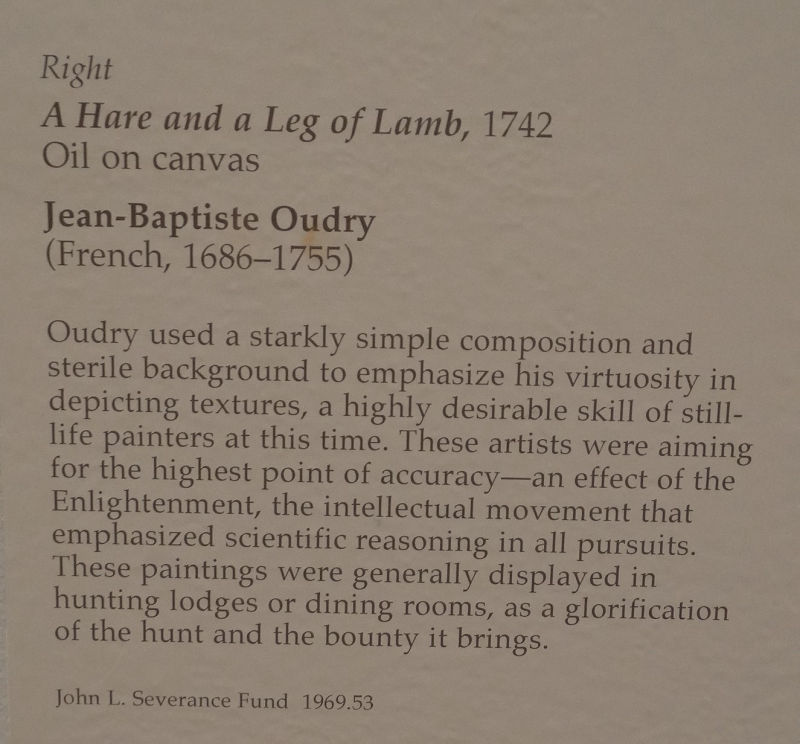 Right
A Hare and a Leg of Lamb, 1742
Oil on canvas
Jean-Baptiste Oudry
(French, 1686–1755)
Oudry used a starkly simple composition and
sterile background to emphasize his virtuosity in
depicting textures, a highly desirable skill of still-
life painters at this time. These artists were aiming
for the highest point of accuracy—an effect of the
Enlightenment, the intellectual movement that
emphasized scientific reasoning in all pursuits.
These paintings were generally displayed in
hunting lodges or dining rooms, as a glorification
of the hunt and the bounty it brings.
John L. Severance Fund 1969.53